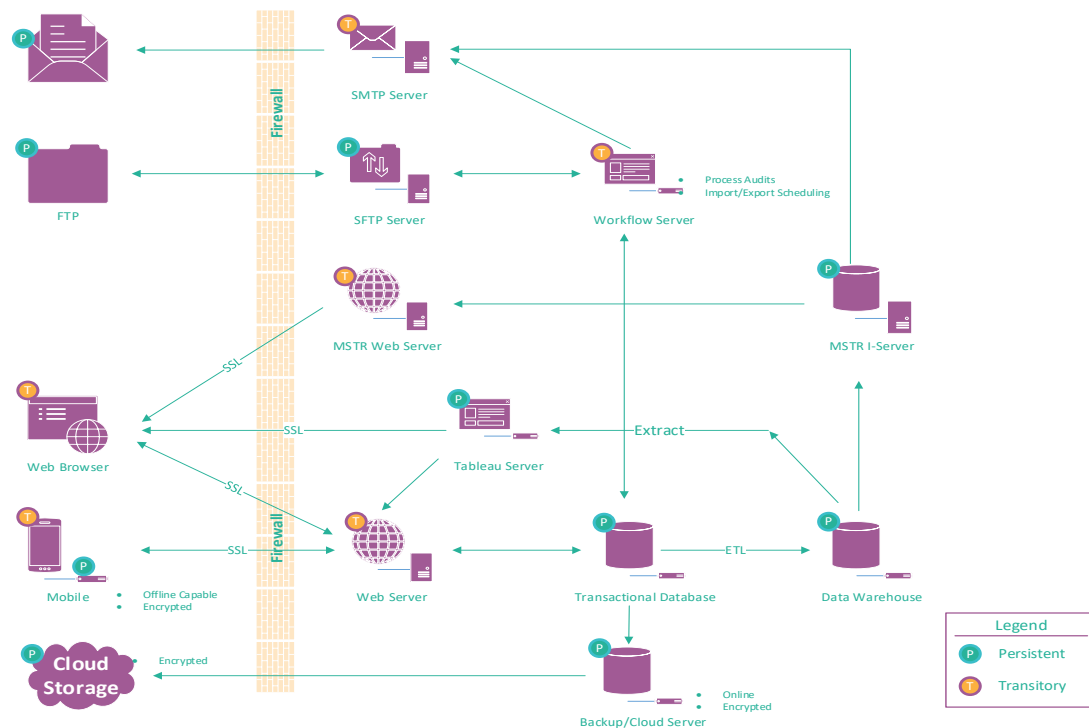 P
T
SMTP Server
Firewall
P
FTP
P
SFTP Server
T
Workflow Server
Process Audits
Import/Export Scheduling
T
MSTR Web Server
P
MSTR I-Server
SSL
T
Web Browser
SSL
P
Tableau Server
Extract
SSL
T
Mobile
P
Offline Capable
Encrypted
SSL
Firewall
T
Web Server
P
Transactional Database
ETL
P
Data Warehouse
P
Cloud
Storage
Encrypted
P
Backup/Cloud Server
Online
Encrypted
Legend
P Persistent
T Transitory